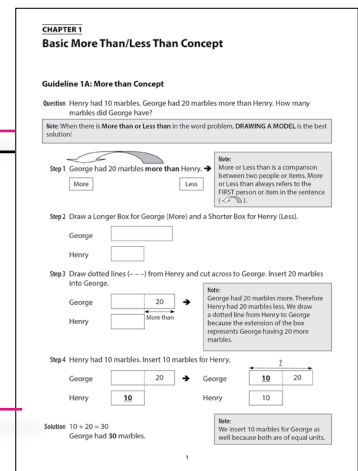 CHAPTER 1
Basic More Than/Less Than Concept
Guideline 1A: More than Concept
Question Henry had 10 marbles. George had 20 marbles more than Henry. How many
marbles did George have?
Note: When there is More than or Less than in the word problem, DRAWING A MODEL is the best
solution!
Step 1 George had 20 marbles more than Henry. ➔
More
Less
Note:
More or Less than is a comparison
between two people or items. More
or Less than always refers to the
FIRST person or item in the sentence
( ).
Step 2 Draw a Longer Box for George (More) and a Shorter Box for Henry (Less).
George
Henry
Step 3 Draw dotted lines (– – –) from Henry and cut across to George. Insert 20 marbles
into George.
George 20 ➔
Henry More than
Note:
George had 20 marbles more. Therefore
Henry had 20 marbles less. We draw
a dotted line from Henry to George
because the extension of the box
represents George having 20 more
marbles.
Step 4 Henry had 10 marbles. Insert 10 marbles for Henry.
?
George 20 ➔ George 10 20
Henry 10 Henry 10
Solution 10 + 20 = 30
George had 30 marbles.
Note:
We insert 10 marbles for George as
well because both are of equal units.
1